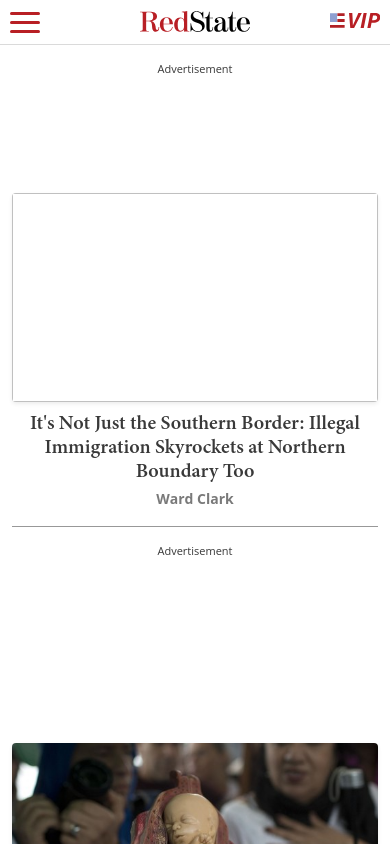 RedState
VIP
Advertisement
It's Not Just the Southern Border: Illegal
Immigration Skyrockets at Northern
Boundary Too
Ward Clark
Advertisement